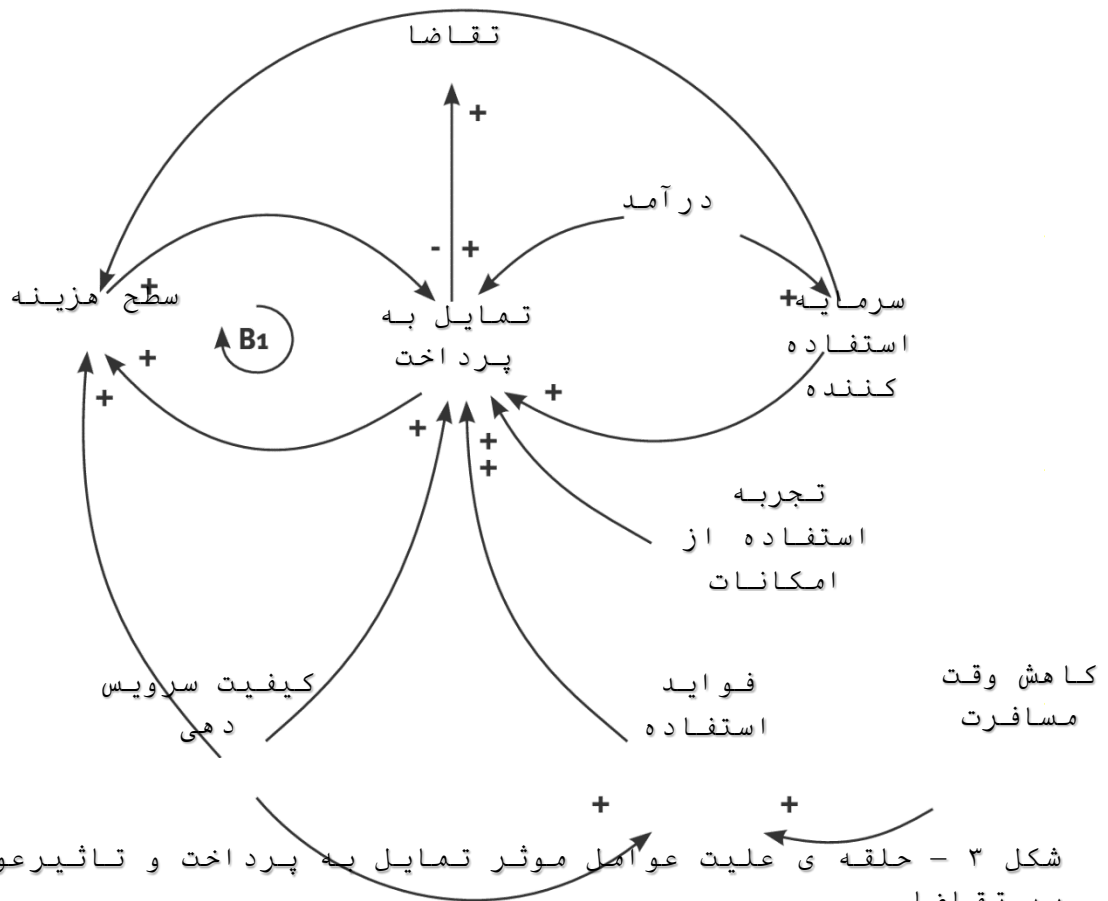 تقاضا
+
درآمد
- +
سطح هزینه
+
B1
تمایل به
پرداخت
+
سرمایه
استفاده
کننده
+
+
+
+
+
+
تجربه
استفاده از
امکانات
کیفیت سرویس
دهی
فواید
استفاده
کاهش وقت
مسافرت
+
+
شکل ۳ – حلقه ی علیت عوامل موثر تمایل به پرداخت و تاثیرعو